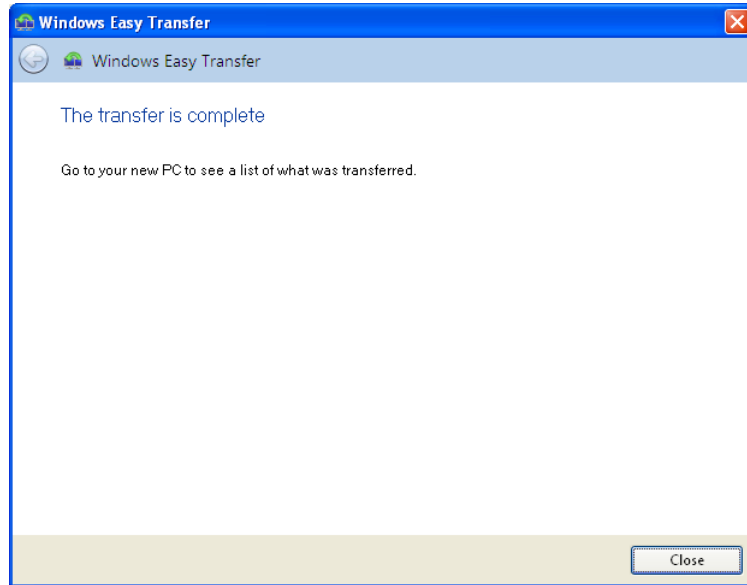 Windows Easy Transfer
Windows Easy Transfer
The transfer is complete
Go to your new PC to see a list of what was transferred.
Close